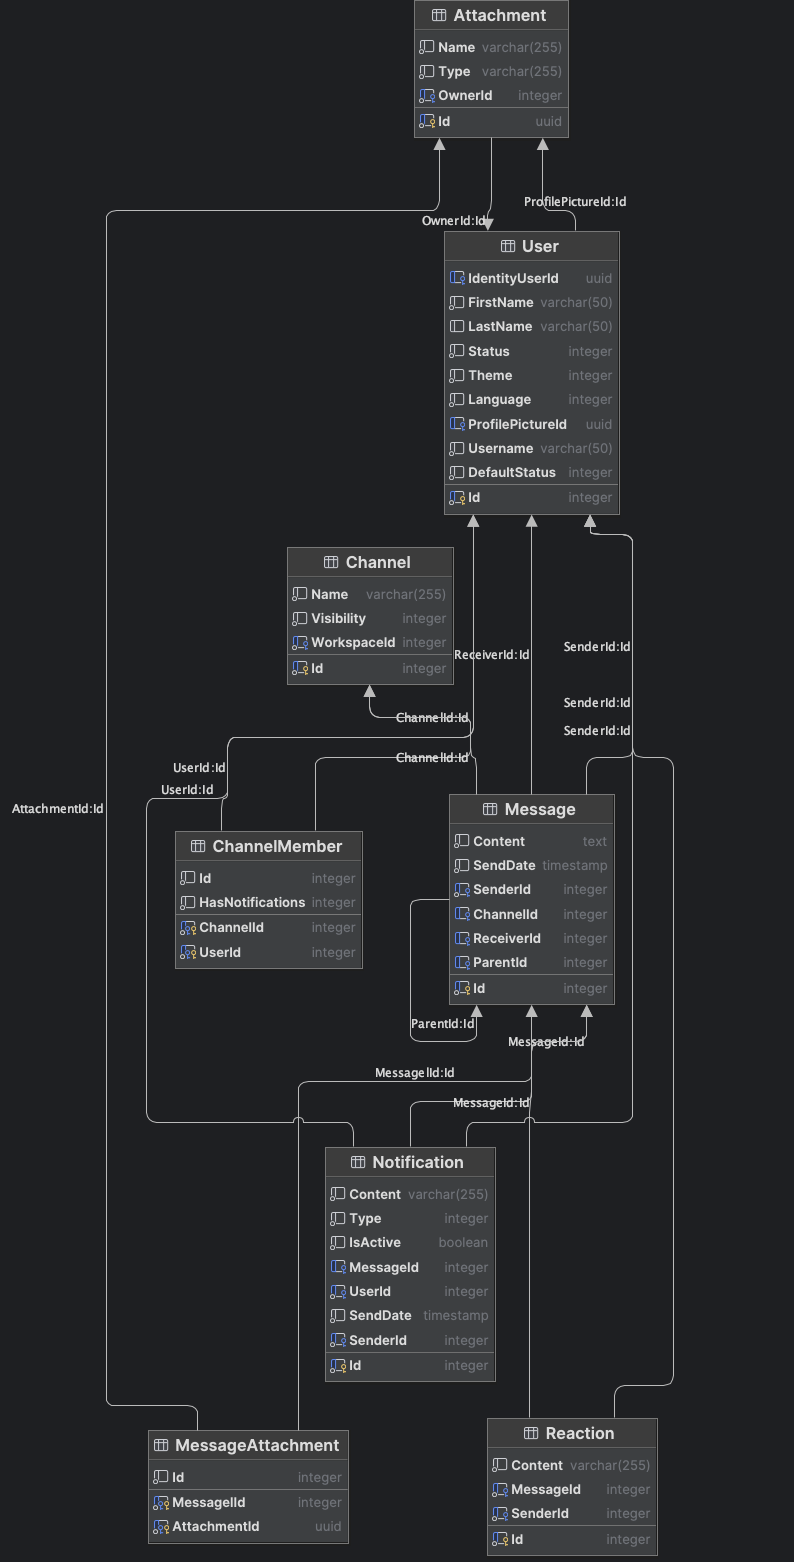 Attachment
Name varchar(255)
Type varchar(255)
OwnerId integer
Id uuid
ProfilePictureId:Id
OwnerId:Id
User
IdentityUserId uuid
FirstName varchar(50)
LastName varchar(50)
Status integer
Theme integer
Language integer
ProfilePictureId uuid
Username varchar(50)
DefaultStatus integer
Id integer
Channel
Name varchar(255)
Visibility integer
WorkspaceId integer
Id integer
ReceiverId:Id
SenderId:Id
SenderId:Id
ChannelId:Id
SenderId:Id
ChannelId:Id
UserId:Id
UserId:Id
AttachmentId:Id
Message
Content text
SendDate timestamp
SenderId integer
ChannelId integer
ReceiverId integer
ParentId integer
Id integer
ChannelMember
Id integer
HasNotifications integer
ChannelId integer
UserId integer
ParentId:Id
MessageId:Id
MessageIId:Id
MessageId:Id
Notification
Content varchar(255)
Type integer
IsActive boolean
MessageId integer
UserId integer
SendDate timestamp
SenderId integer
Id integer
MessageAttachment
Id integer
MessageIId integer
AttachmentId uuid
Reaction
Content varchar(255)
MessageId integer
SenderId integer
Id integer